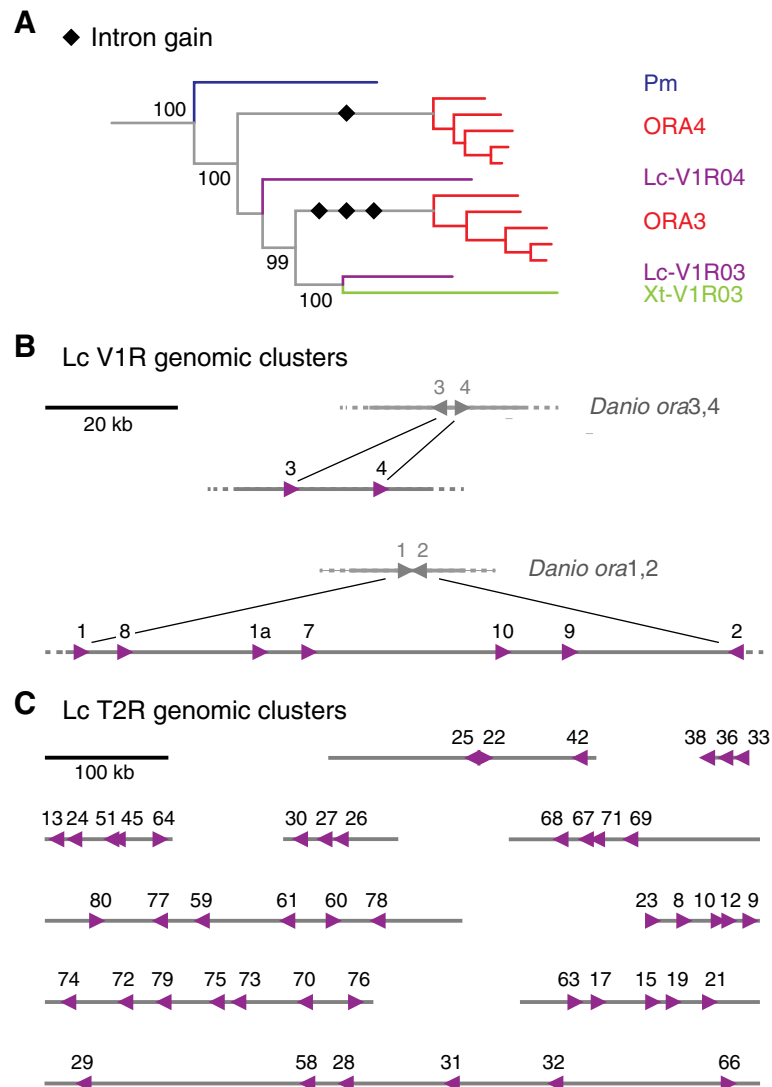 A
◆ Intron gain
100
Pm
ORA4
100
Lc-V1R04
ORA3
99
Lc-V1R03
100
Xt-V1R03
B
Lc V1R genomic clusters
20 kb
3 4
Danio ora3,4
3 4
1 2
Danio ora1,2
1 8 1a 7 10 9 2
C
Lc T2R genomic clusters
100 kb
25 22 42
38 36 33
13 24 51 45 64
30 27 26
68 67 71 69
80 77 59 61 60 78
23 8 10 12 9
74 72 79 75 73 70 76
63 17 15 19 21
29 58 28 31 32 66